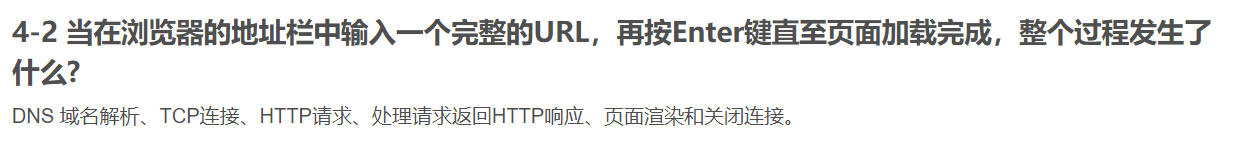 4-2 当在浏览器的地址栏中输入一个完整的URL，再按Enter键直至页面加载完成，整个过程发生了
什么?
DNS 域名解析、TCP连接、HTTP请求、处理请求返回HTTP响应、页面渲染和关闭连接。